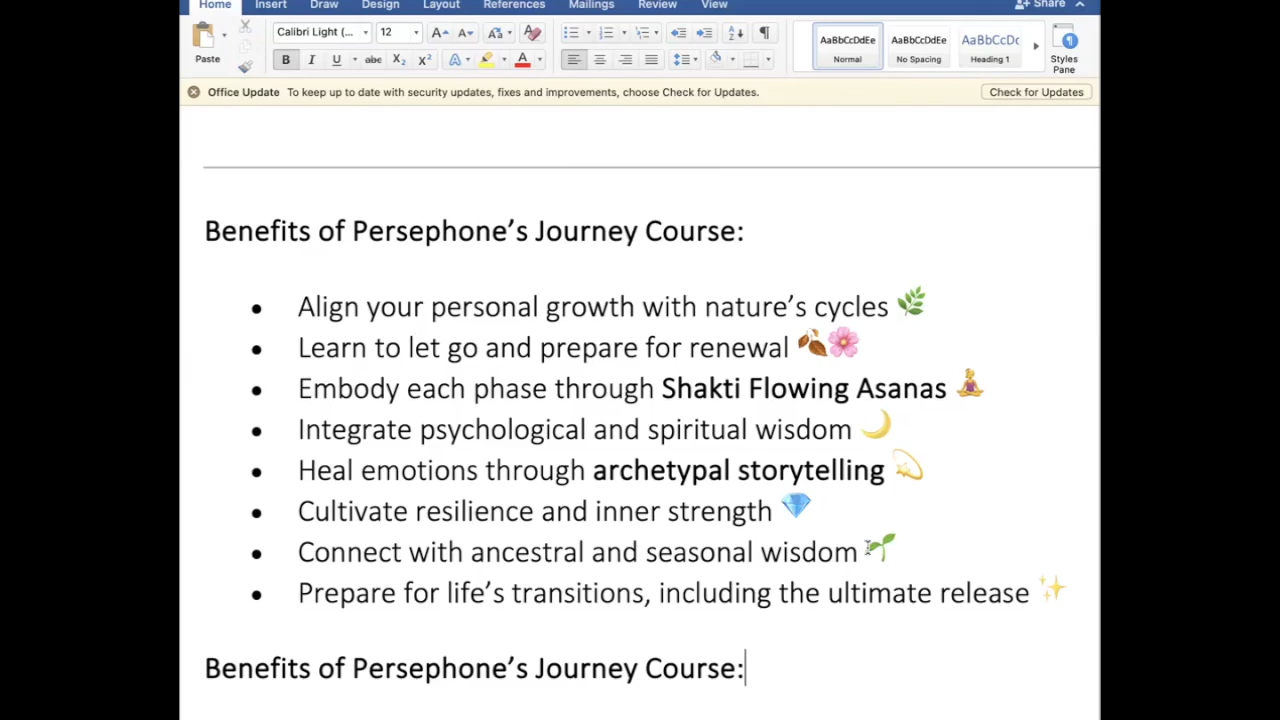 Home Insert Draw Design Layout References Mailings Review View Share
Paste Calibri Light (... 12 AaBbCcDdEe AaBbCcDdEe AaBbCcDc
B I U abc X₂ X² A A Normal No Spacing Heading 1 Styles Pane
Office Update To keep up to date with security updates, fixes and improvements, choose Check for Updates. Check for Updates
Benefits of Persephone’s Journey Course:
• Align your personal growth with nature’s cycles 🌿
• Learn to let go and prepare for renewal 🍂🌸
• Embody each phase through Shakti Flowing Asanas 🧘‍♀️
• Integrate psychological and spiritual wisdom 🌙
• Heal emotions through archetypal storytelling 💫
• Cultivate resilience and inner strength 💎
• Connect with ancestral and seasonal wisdom 🌱
• Prepare for life’s transitions, including the ultimate release ✨
Benefits of Persephone’s Journey Course: